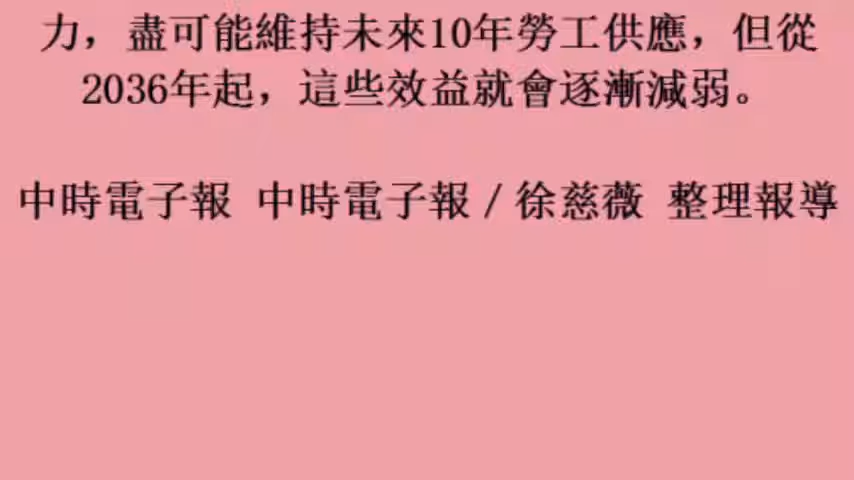 力，盡可能維持未來10年勞工供應，但從
2036年起，這些效益就會逐漸減弱。
中時電子報 中時電子報／徐慈薇 整理報導